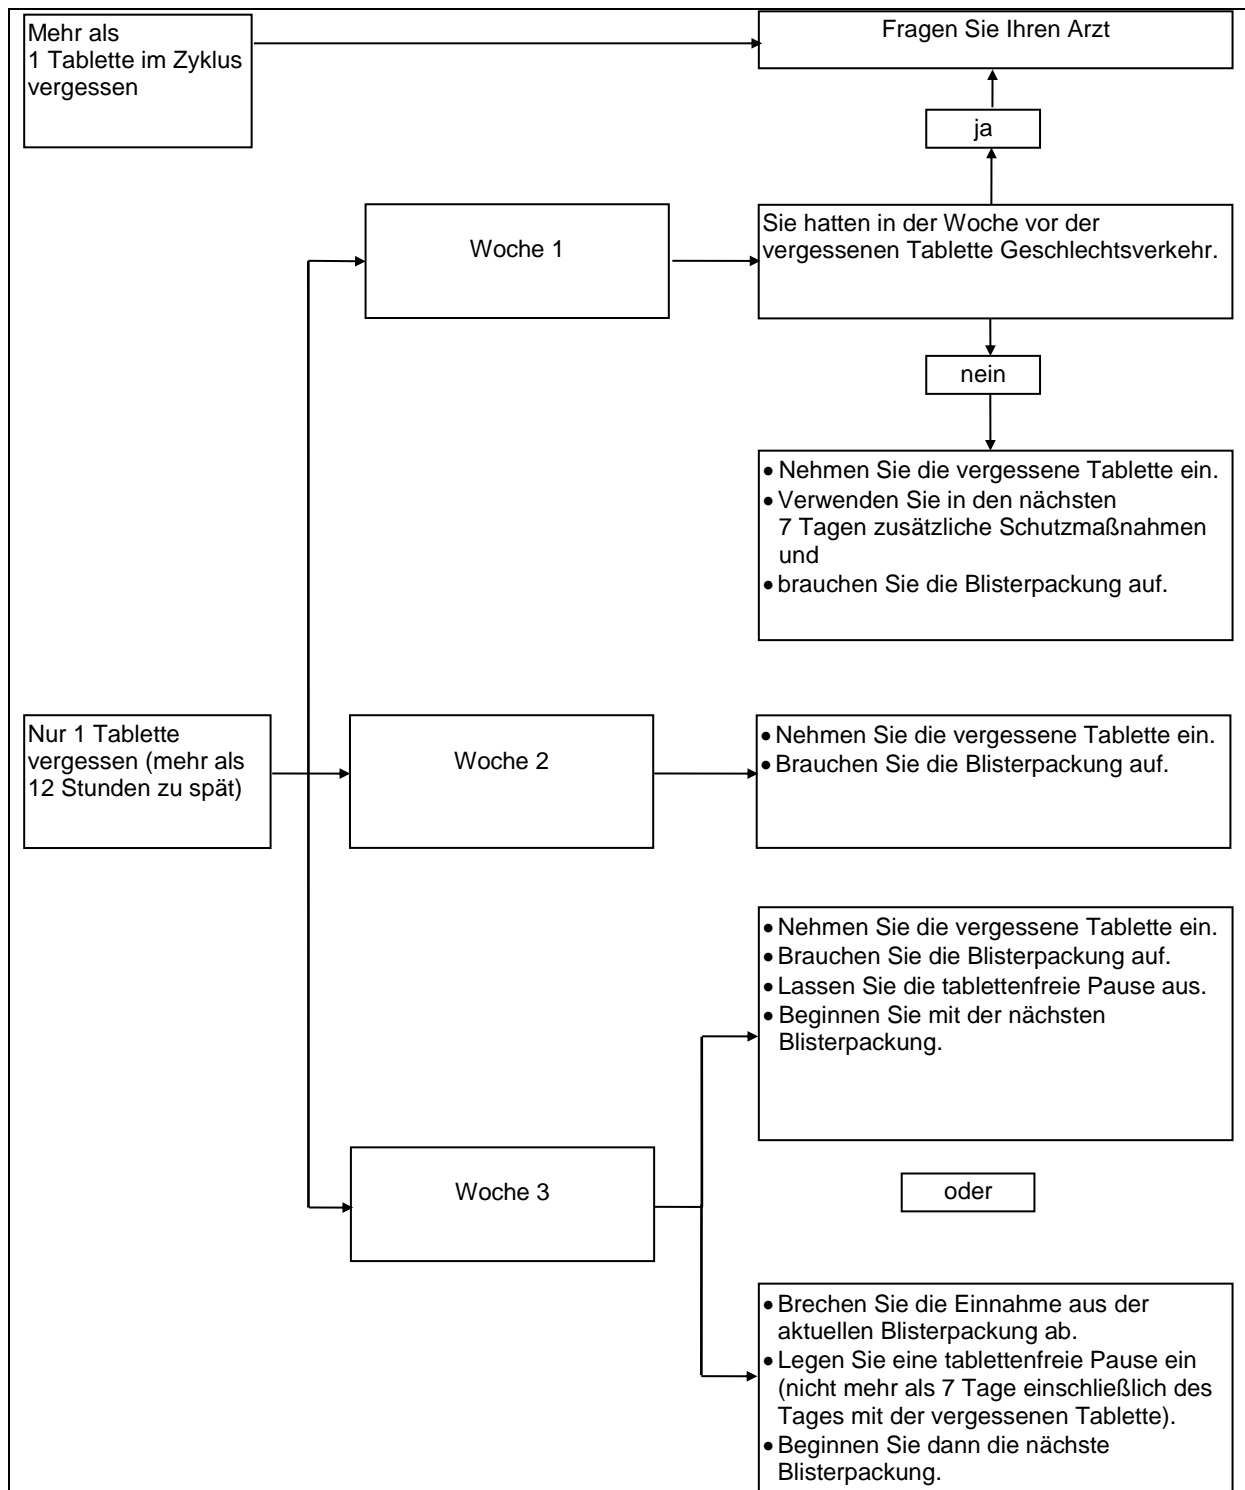 Mehr als
1 Tablette im Zyklus
vergessen
Fragen Sie Ihren Arzt
ja
Woche 1
Sie hatten in der Woche vor der
vergessenen Tablette Geschlechtsverkehr.
nein
• Nehmen Sie die vergessene Tablette ein.
• Verwenden Sie in den nächsten
7 Tagen zusätzliche Schutzmaßnahmen
und
• brauchen Sie die Blisterpackung auf.
Nur 1 Tablette
vergessen (mehr als
12 Stunden zu spät)
Woche 2
• Nehmen Sie die vergessene Tablette ein.
• Brauchen Sie die Blisterpackung auf.
• Nehmen Sie die vergessene Tablette ein.
• Brauchen Sie die Blisterpackung auf.
• Lassen Sie die tablettenfreie Pause aus.
• Beginnen Sie mit der nächsten
Blisterpackung.
Woche 3
oder
• Brechen Sie die Einnahme aus der
aktuellen Blisterpackung ab.
• Legen Sie eine tablettenfreie Pause ein
(nicht mehr als 7 Tage einschließlich des
Tages mit der vergessenen Tablette).
• Beginnen Sie dann die nächste
Blisterpackung.